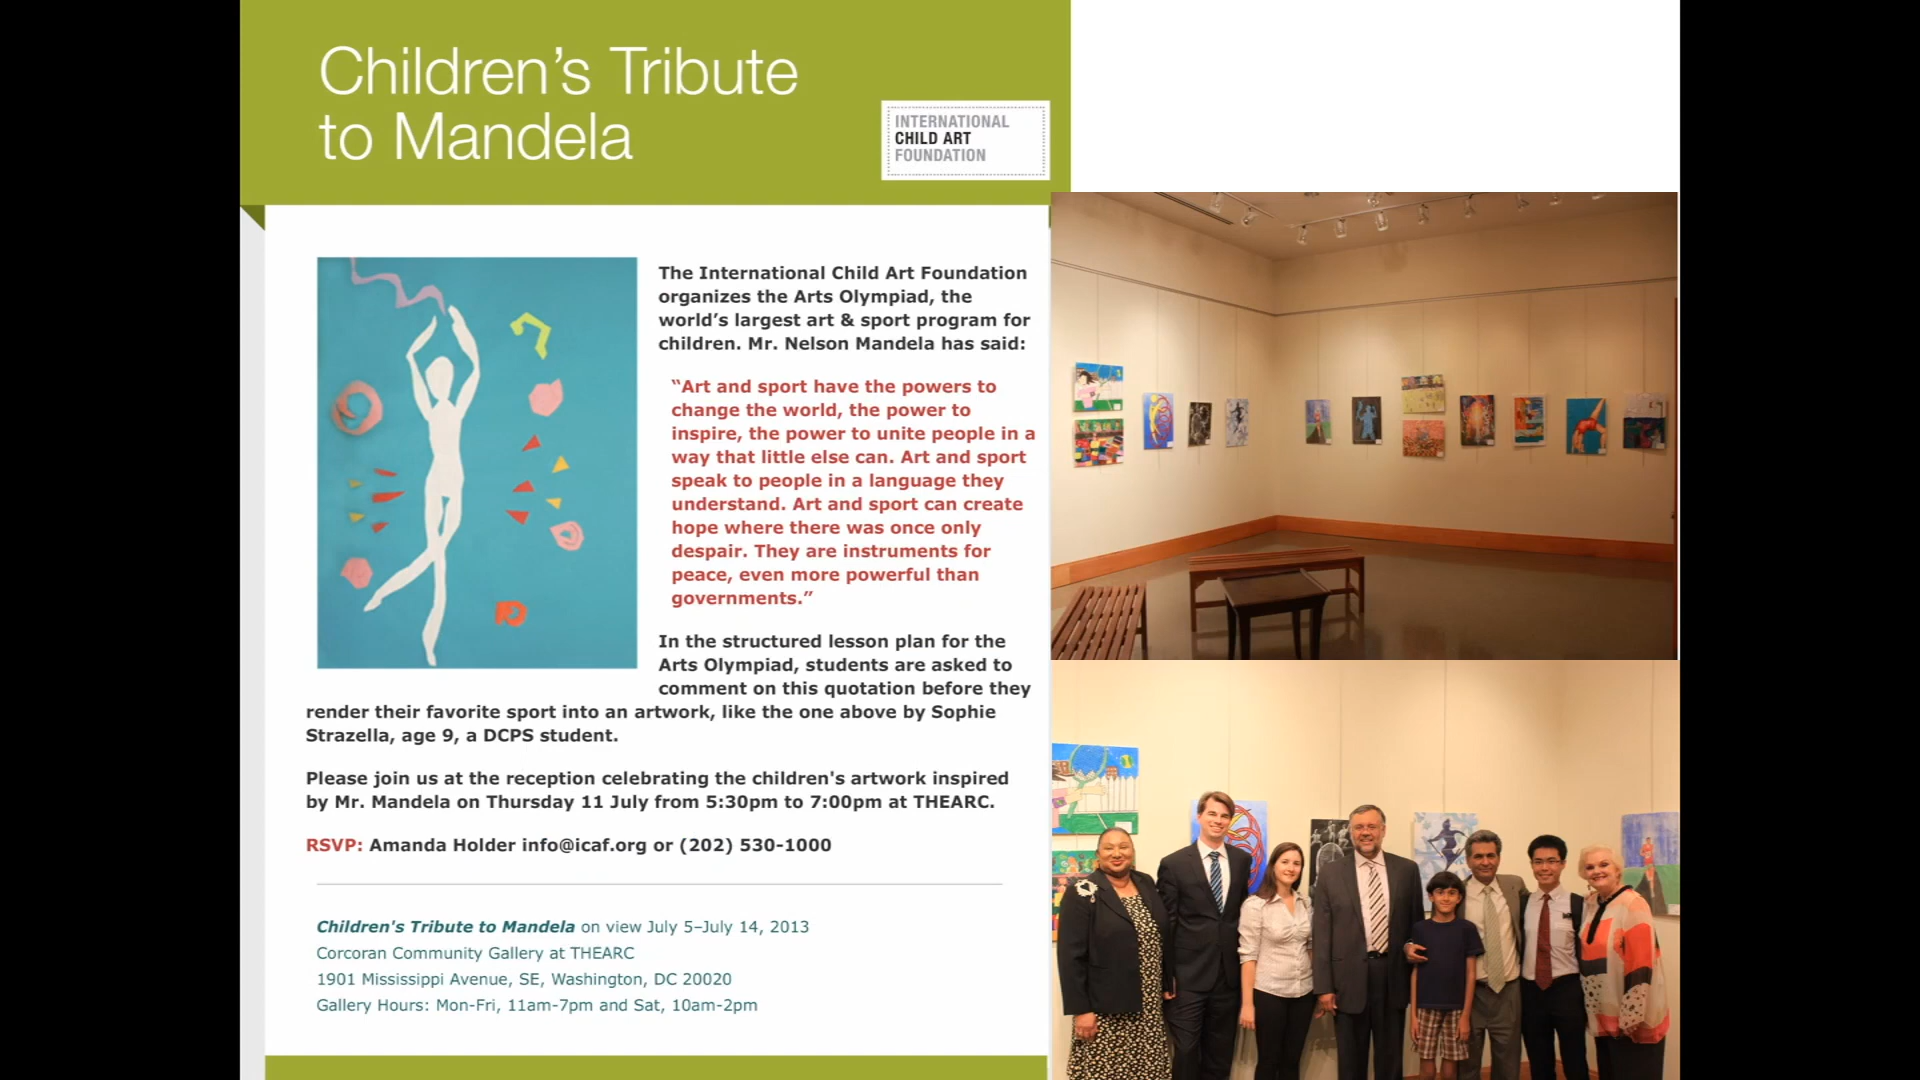 Children's Tribute
to Mandela
INTERNATIONAL
CHILD ART
FOUNDATION
The International Child Art Foundation
organizes the Arts Olympiad, the
world's largest art & sport program for
children. Mr. Nelson Mandela has said:
"Art and sport have the powers to
change the world, the power to
inspire, the power to unite people in a
way that little else can. Art and sport
speak to people in a language they
understand. Art and sport can create
hope where there was once only
despair. They are instruments for
peace, even more powerful than
governments."
In the structured lesson plan for the
Arts Olympiad, students are asked to
comment on this quotation before they
render their favorite sport into an artwork, like the one above by Sophie
Strazella, age 9, a DCPS student.
Please join us at the reception celebrating the children's artwork inspired
by Mr. Mandela on Thursday 11 July from 5:30pm to 7:00pm at THEARC.
RSVP: Amanda Holder info@icaf.org or (202) 530-1000
Children's Tribute to Mandela on view July 5–July 14, 2013
Corcoran Community Gallery at THEARC
1901 Mississippi Avenue, SE, Washington, DC 20020
Gallery Hours: Mon-Fri, 11am-7pm and Sat, 10am-2pm